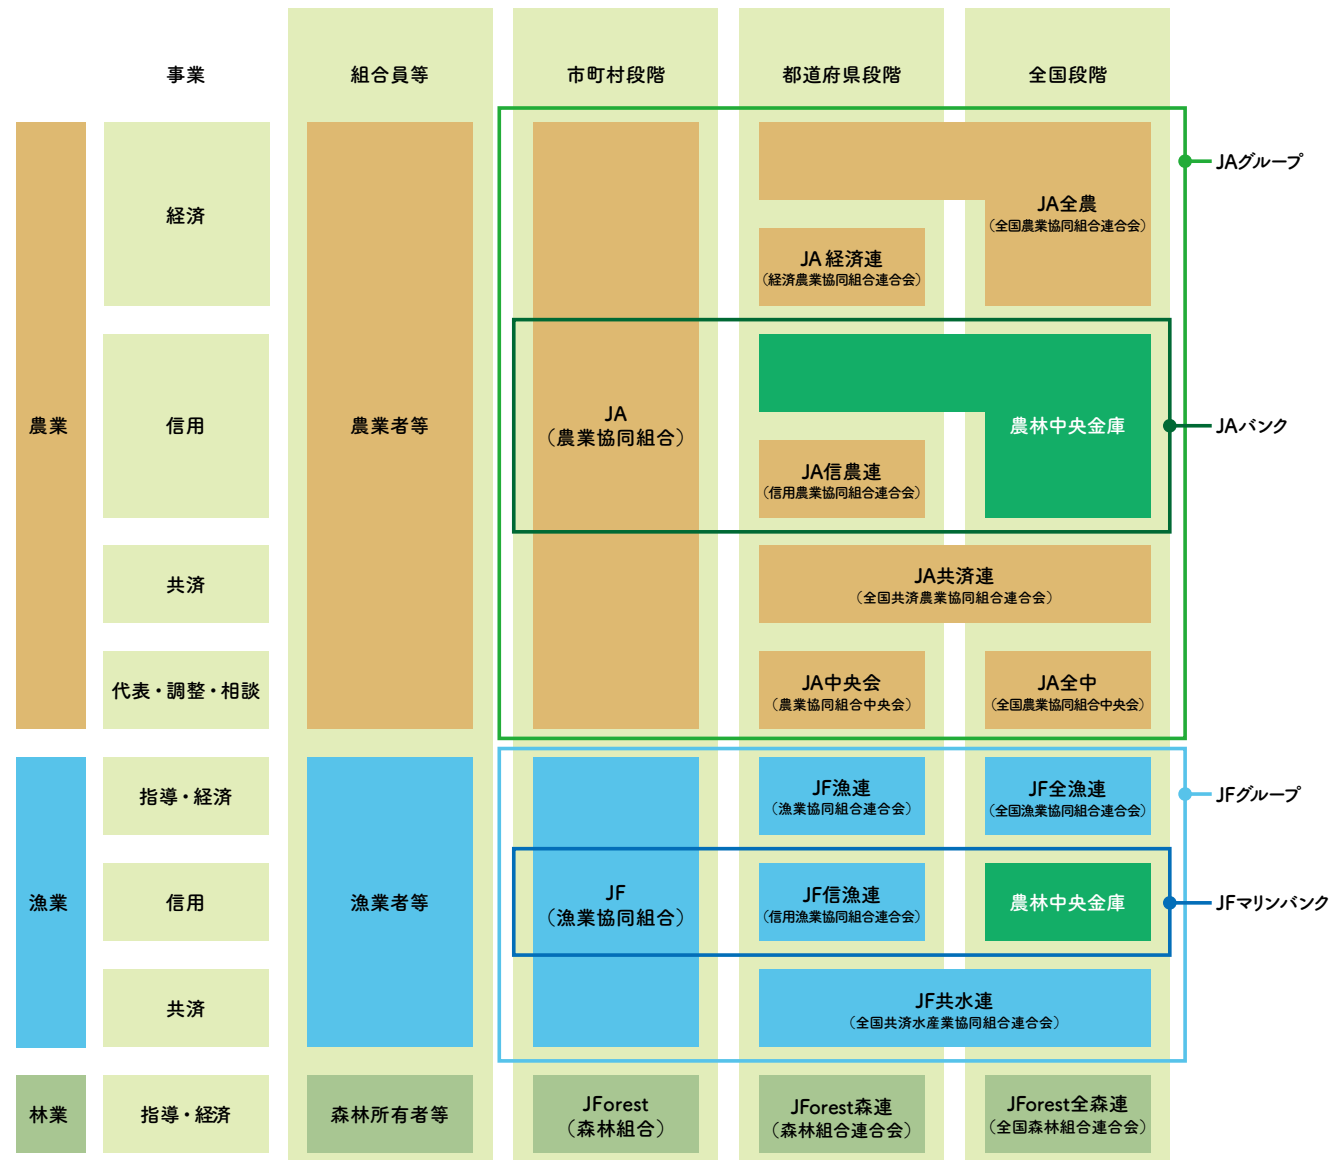 事業
組合員等
市町村段階
都道府県段階
全国段階
農業
経済
信用
共済
代表・調整・相談
農業者等
JA
（農業協同組合）
JA全農
（全国農業協同組合連合会）
JA 経済連
（経済農業協同組合連合会）
農林中央金庫
JA信農連
（信用農業協同組合連合会）
JA共済連
（全国共済農業協同組合連合会）
JA中央会
（農業協同組合中央会）
JA全中
（全国農業協同組合中央会）
JAグループ
JAバンク
漁業
指導・経済
信用
共済
漁業者等
JF
（漁業協同組合）
JF漁連
（漁業協同組合連合会）
JF全漁連
（全国漁業協同組合連合会）
JF信漁連
（信用漁業協同組合連合会）
農林中央金庫
JF共水連
（全国共済水産業協同組合連合会）
JFグループ
JFマリンバンク
林業
指導・経済
森林所有者等
JForest
（森林組合）
JForest森連
（森林組合連合会）
JForest全森連
（全国森林組合連合会）